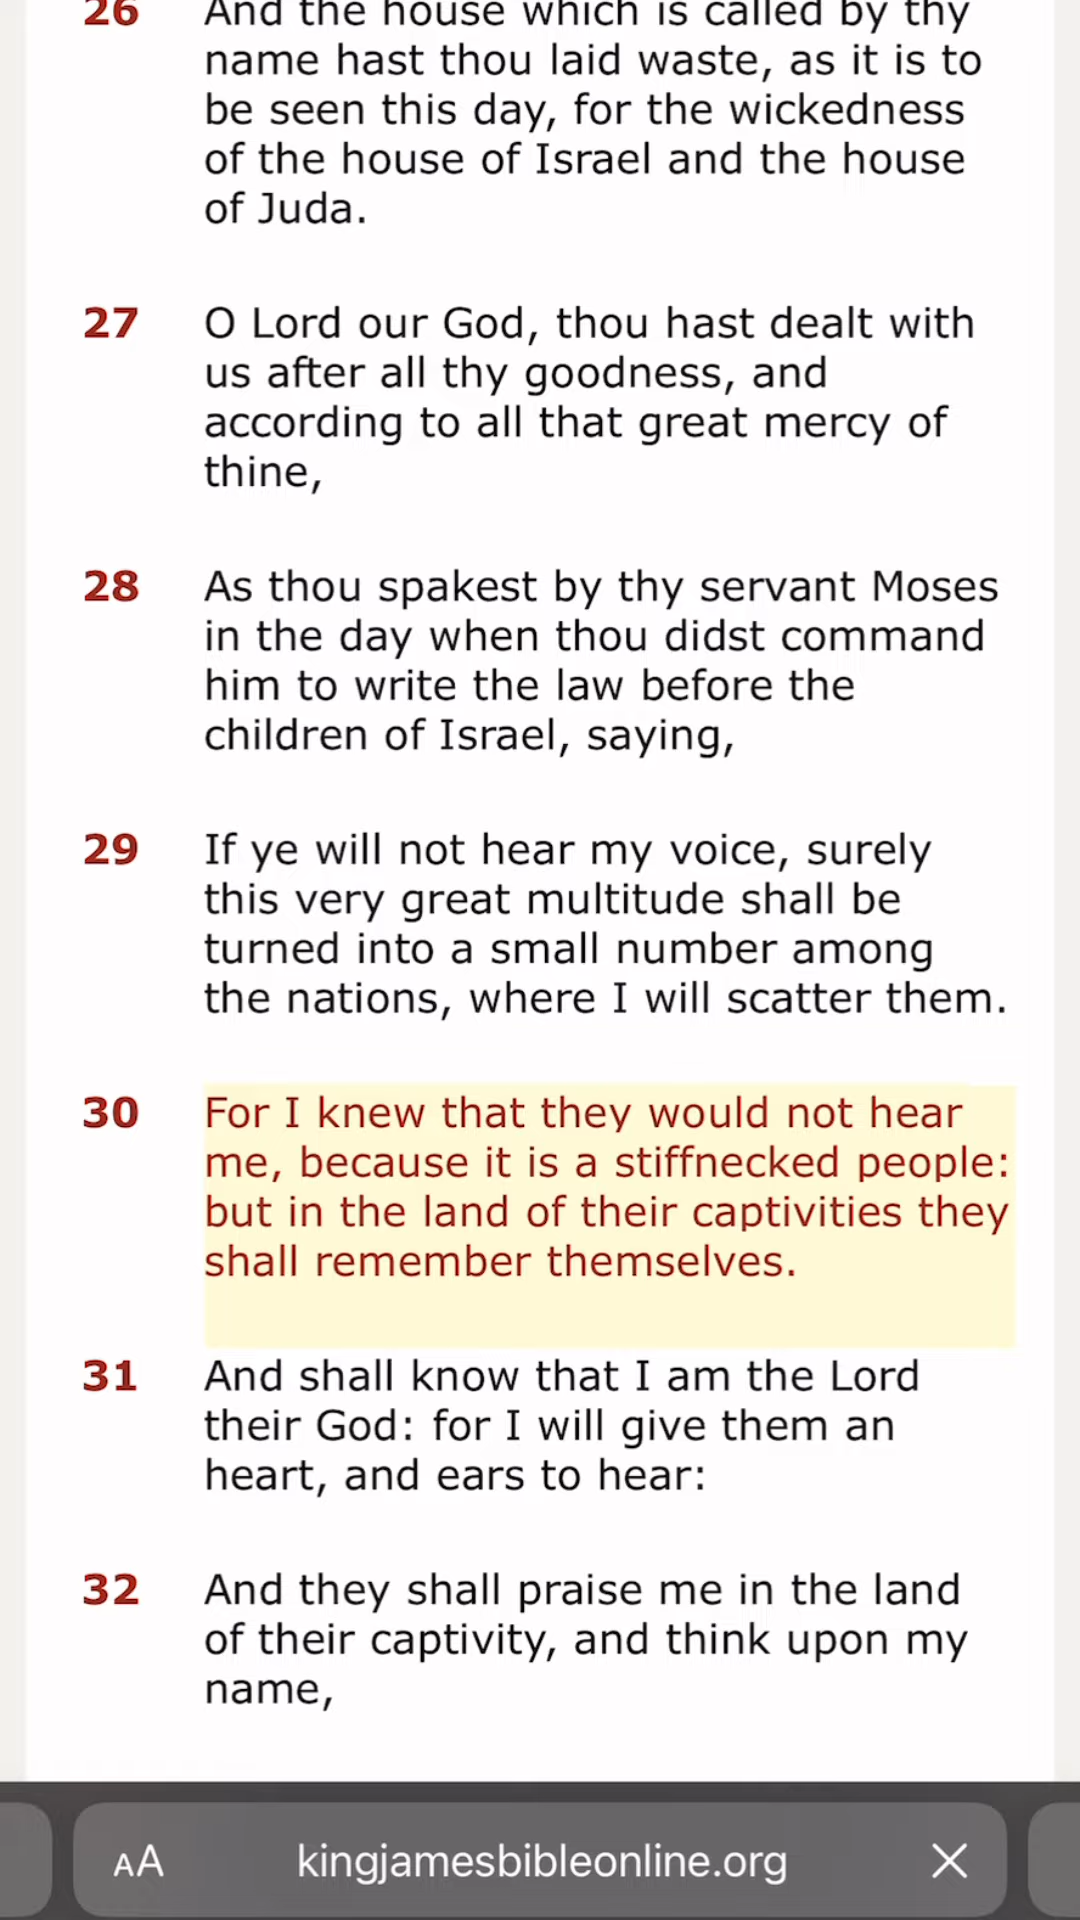 26 And the house which is called by thy
name hast thou laid waste, as it is to
be seen this day, for the wickedness
of the house of Israel and the house
of Juda.
27 O Lord our God, thou hast dealt with
us after all thy goodness, and
according to all that great mercy of
thine,
28 As thou spakest by thy servant Moses
in the day when thou didst command
him to write the law before the
children of Israel, saying,
29 If ye will not hear my voice, surely
this very great multitude shall be
turned into a small number among
the nations, where I will scatter them.
30 For I knew that they would not hear
me, because it is a stiffnecked people:
but in the land of their captivities they
shall remember themselves.
31 And shall know that I am the Lord
their God: for I will give them an
heart, and ears to hear:
32 And they shall praise me in the land
of their captivity, and think upon my
name,
AA kingjamesbibleonline.org